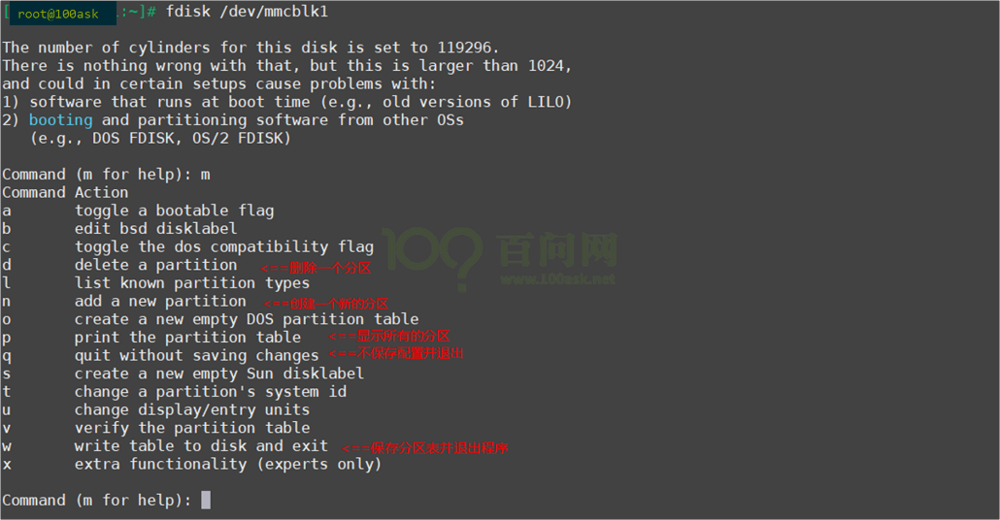 [root@100ask :~]# fdisk /dev/mmcblk1
The number of cylinders for this disk is set to 119296.
There is nothing wrong with that, but this is larger than 1024,
and could in certain setups cause problems with:
1) software that runs at boot time (e.g., old versions of LILO)
2) booting and partitioning software from other OSs
(e.g., DOS FDISK, OS/2 FDISK)
Command (m for help): m
Command Action
a toggle a bootable flag
b edit bsd disklabel
c toggle the dos compatibility flag
d delete a partition <==删除一个分区
l list known partition types
n add a new partition <==创建一个新的分区
o create a new empty DOS partition table
p print the partition table <==显示所有的分区
q quit without saving changes <==不保存配置并退出
s create a new empty Sun disklabel
t change a partition's system id
u change display/entry units
v verify the partition table
w write table to disk and exit <==保存分区表并退出程序
x extra functionality (experts only)
Command (m for help):
100 百问网
www.100ask.net